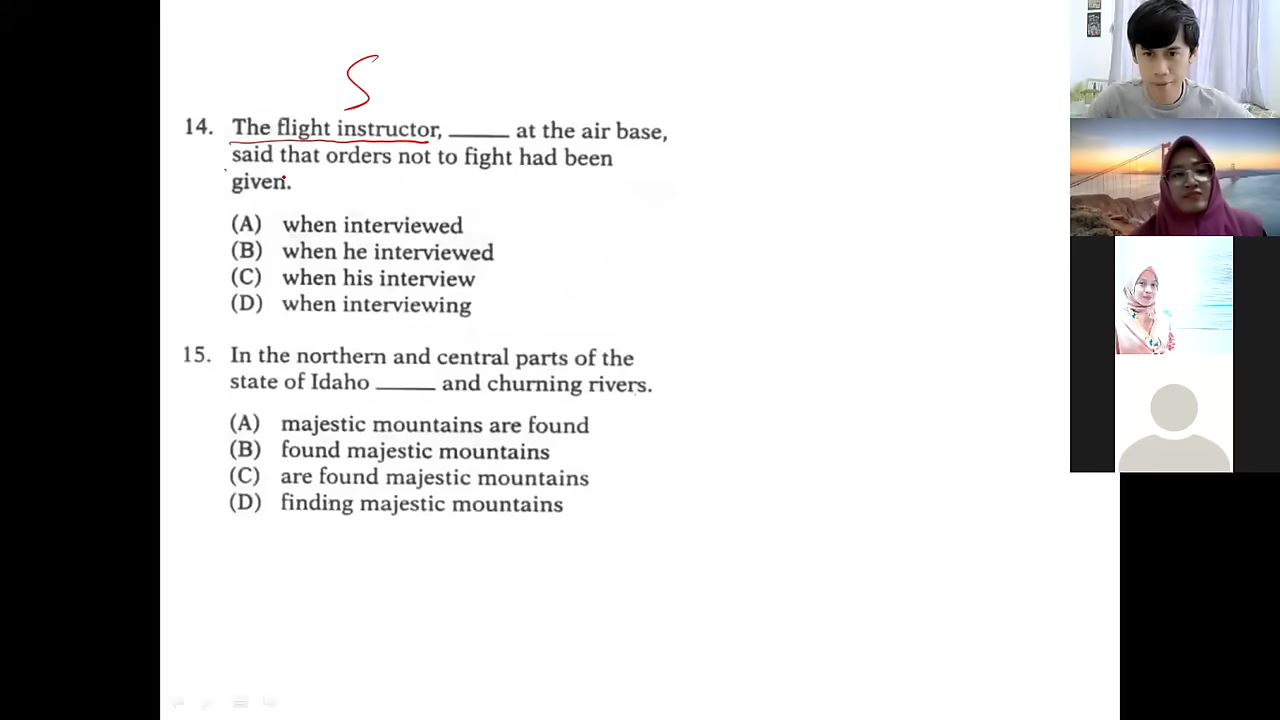 S
14. The flight instructor, ______ at the air base,
said that orders not to fight had been
given.
(A) when interviewed
(B) when he interviewed
(C) when his interview
(D) when interviewing
15. In the northern and central parts of the
state of Idaho ______ and churning rivers.
(A) majestic mountains are found
(B) found majestic mountains
(C) are found majestic mountains
(D) finding majestic mountains